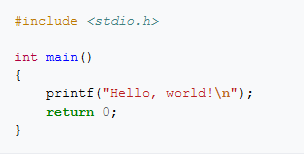 #include <stdio.h>

int main()
{
    printf("Hello, world!\n");
    return 0;
}